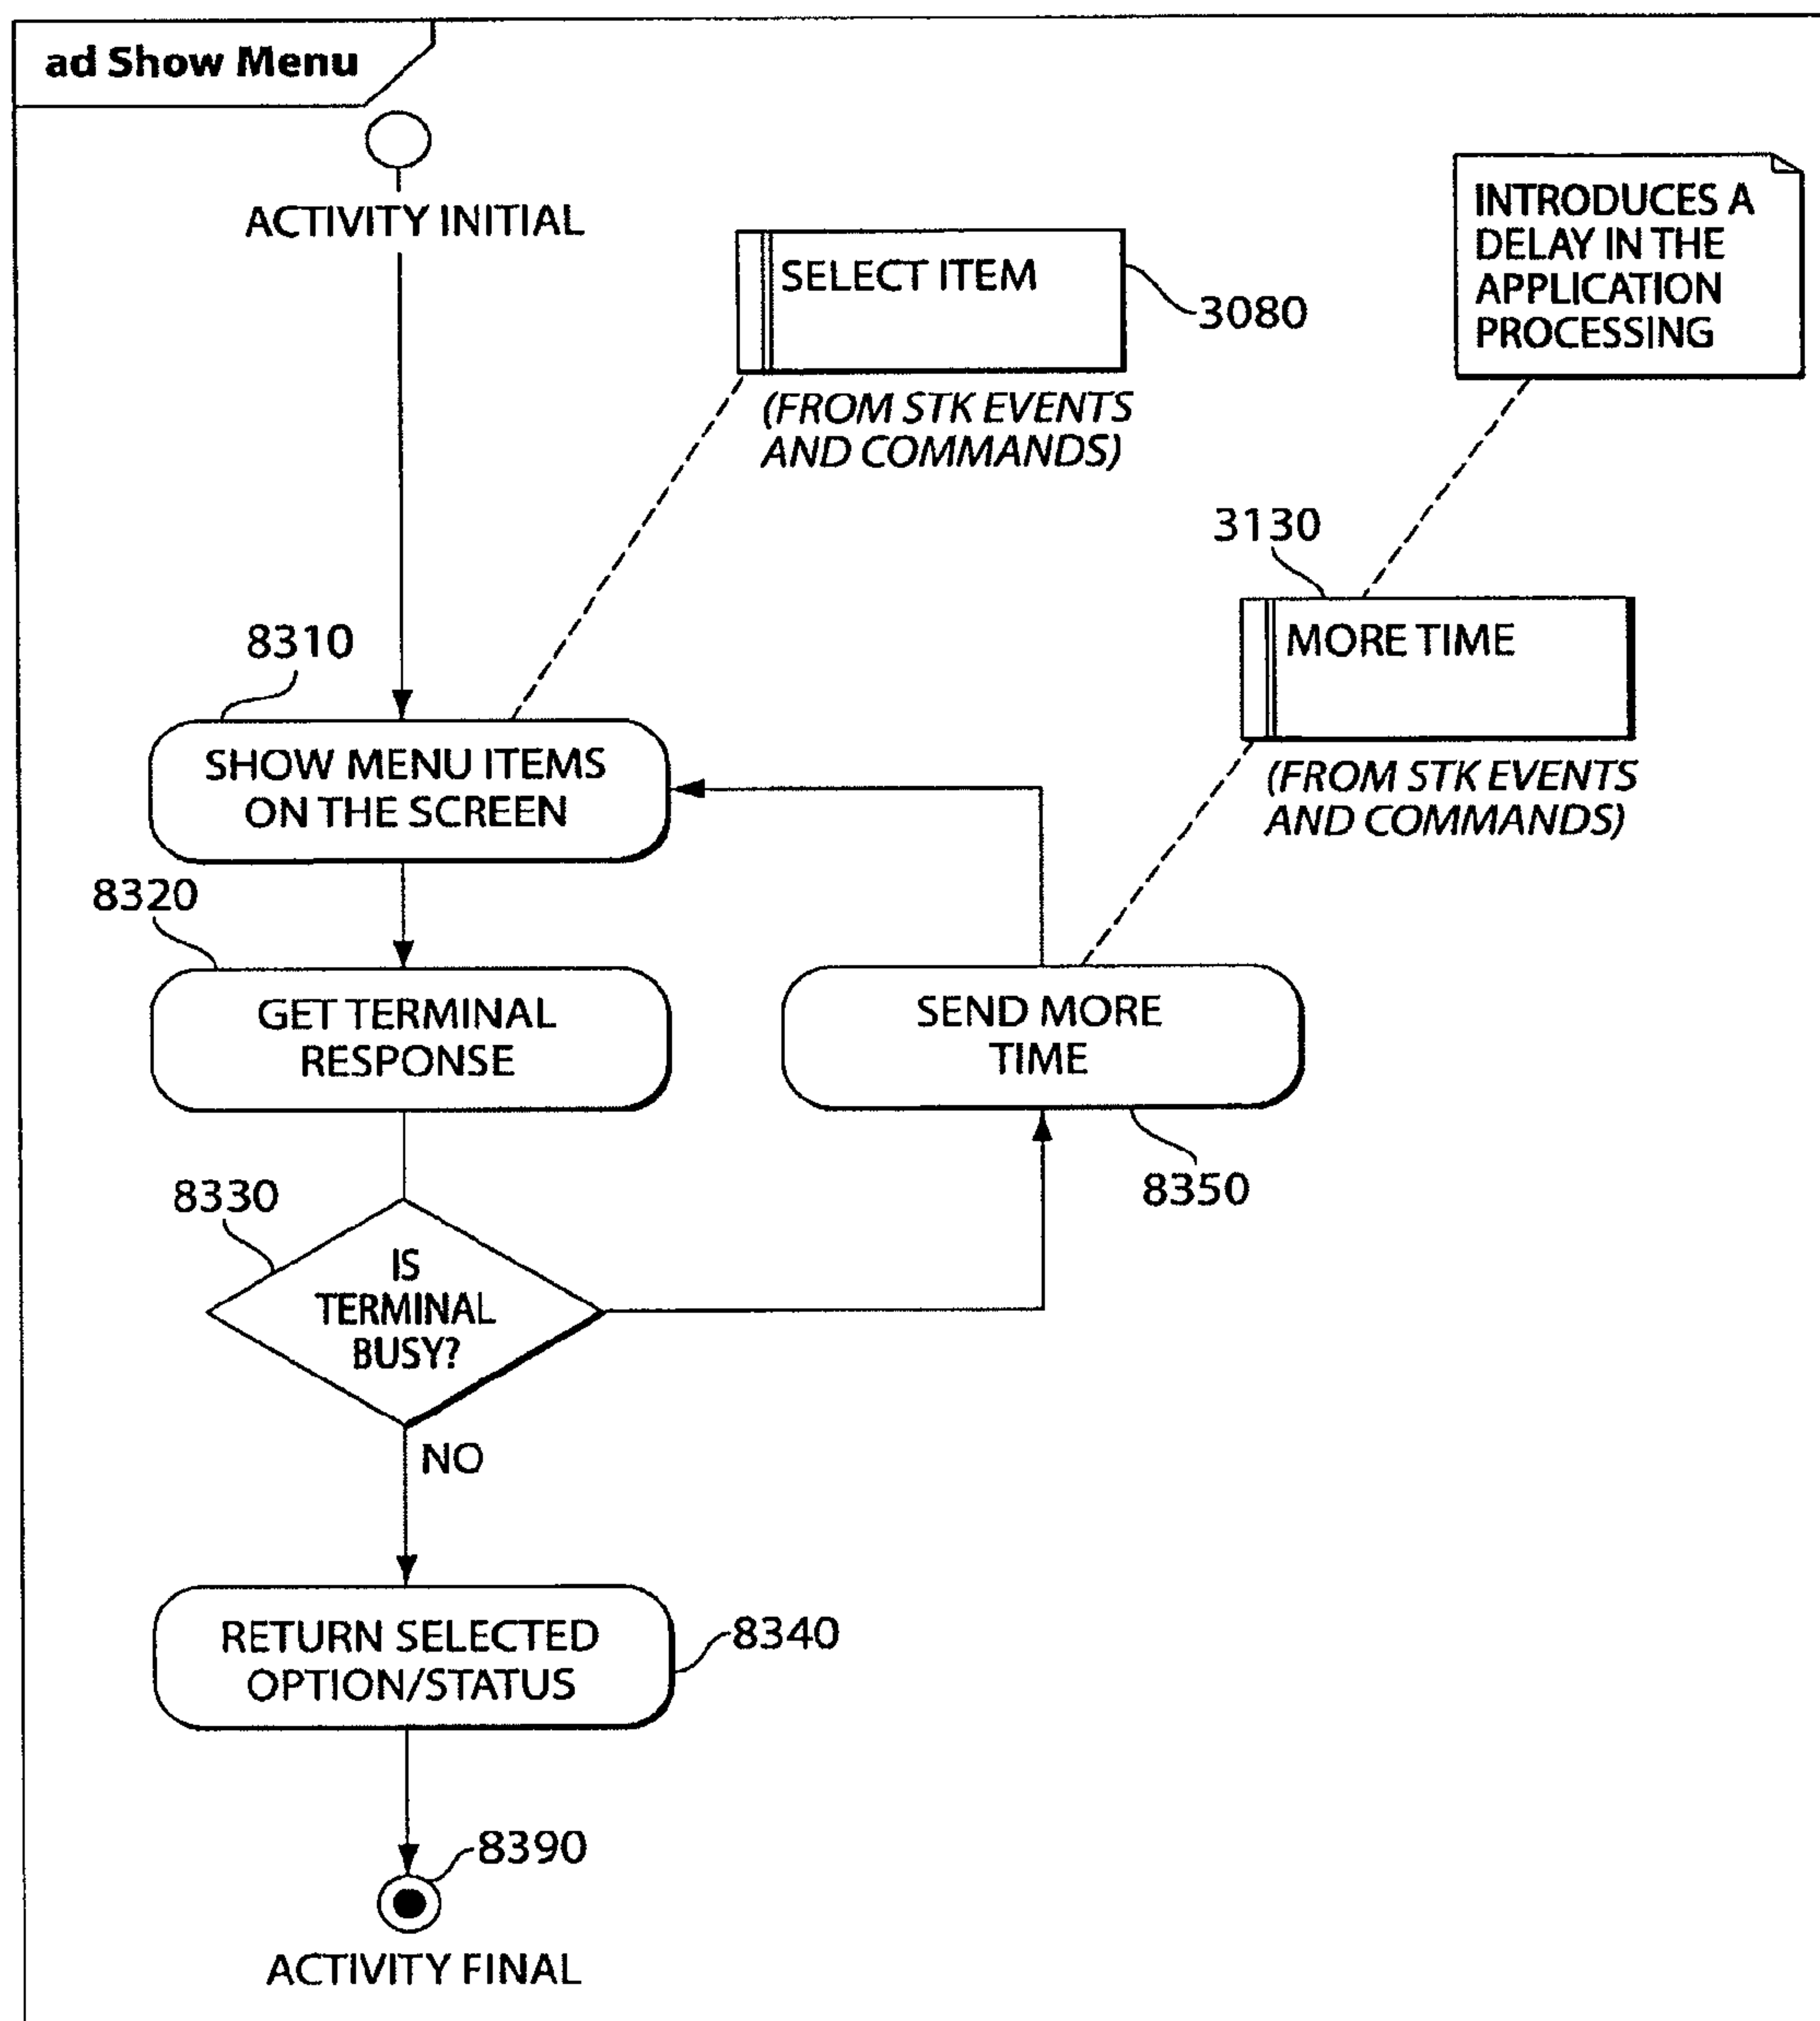 ad Show Menu
ACTIVITY INITIAL
SELECT ITEM
3080
(FROM STK EVENTS
AND COMMANDS)
INTRODUCES A
DELAY IN THE
APPLICATION
PROCESSING
3130
MORE TIME
(FROM STK EVENTS
AND COMMANDS)
8310
SHOW MENU ITEMS
ON THE SCREEN
8320
GET TERMINAL
RESPONSE
SEND MORE
TIME
8350
8330
IS
TERMINAL
BUSY?
NO
RETURN SELECTED
OPTION/STATUS
8340
8390
ACTIVITY FINAL